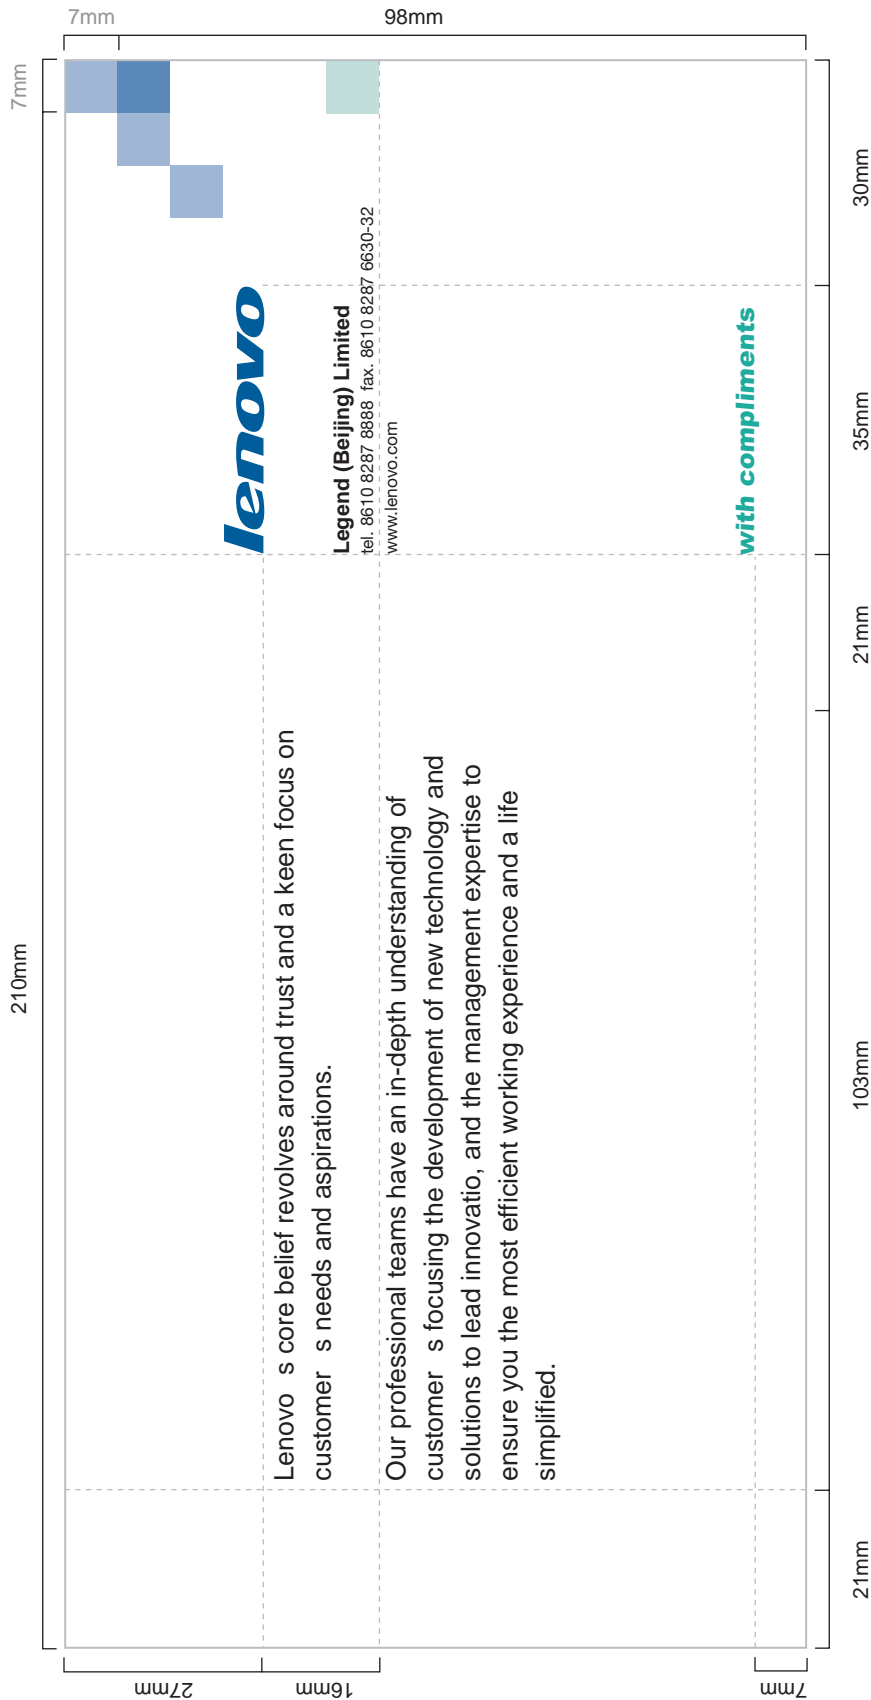 7mm
98mm
7mm
210mm
27mm
16mm
7mm
lenovo
Legend (Beijing) Limited
tel. 8610 8287 8888 fax. 8610 8287 6630-32
www.lenovo.com
with compliments
Lenovo s core belief revolves around trust and a keen focus on
customer s needs and aspirations.
Our professional teams have an in-depth understanding of
customer s focusing the development of new technology and
solutions to lead innovatio, and the management expertise to
ensure you the most efficient working experience and a life
simplified.
21mm
103mm
21mm
35mm
30mm